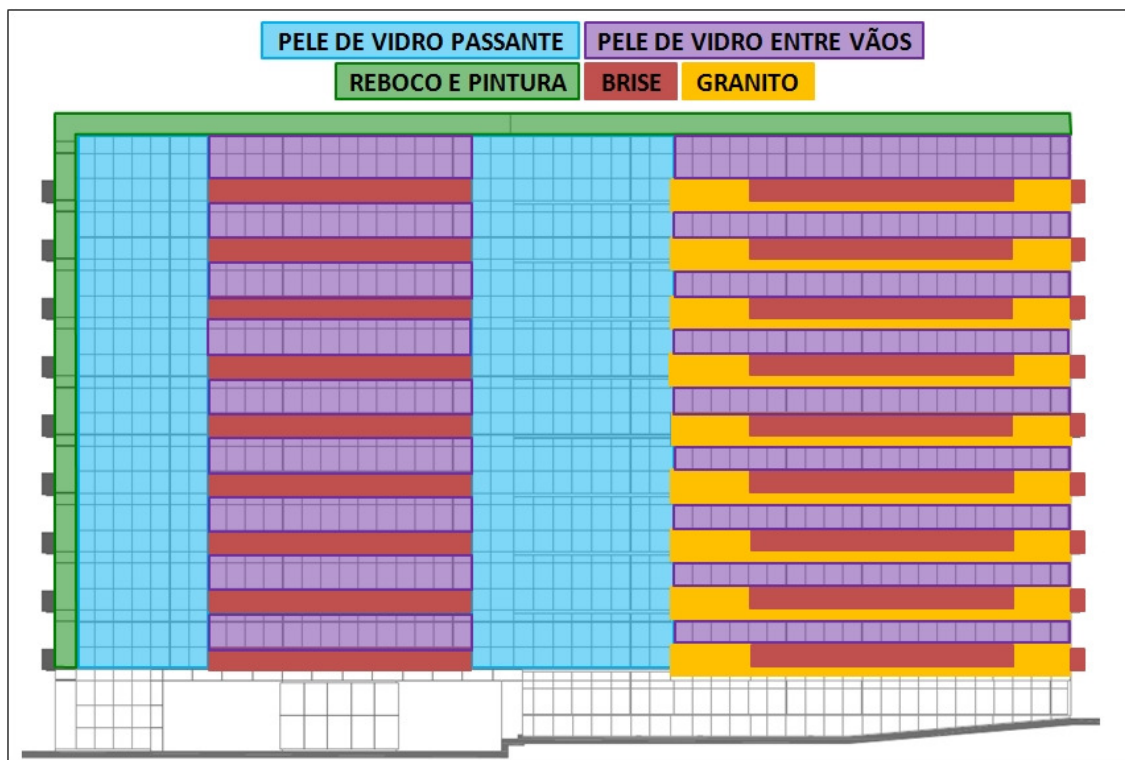 PELE DE VIDRO PASSANTE PELE DE VIDRO ENTRE VÃOS
REBOCO E PINTURA BRISE GRANITO